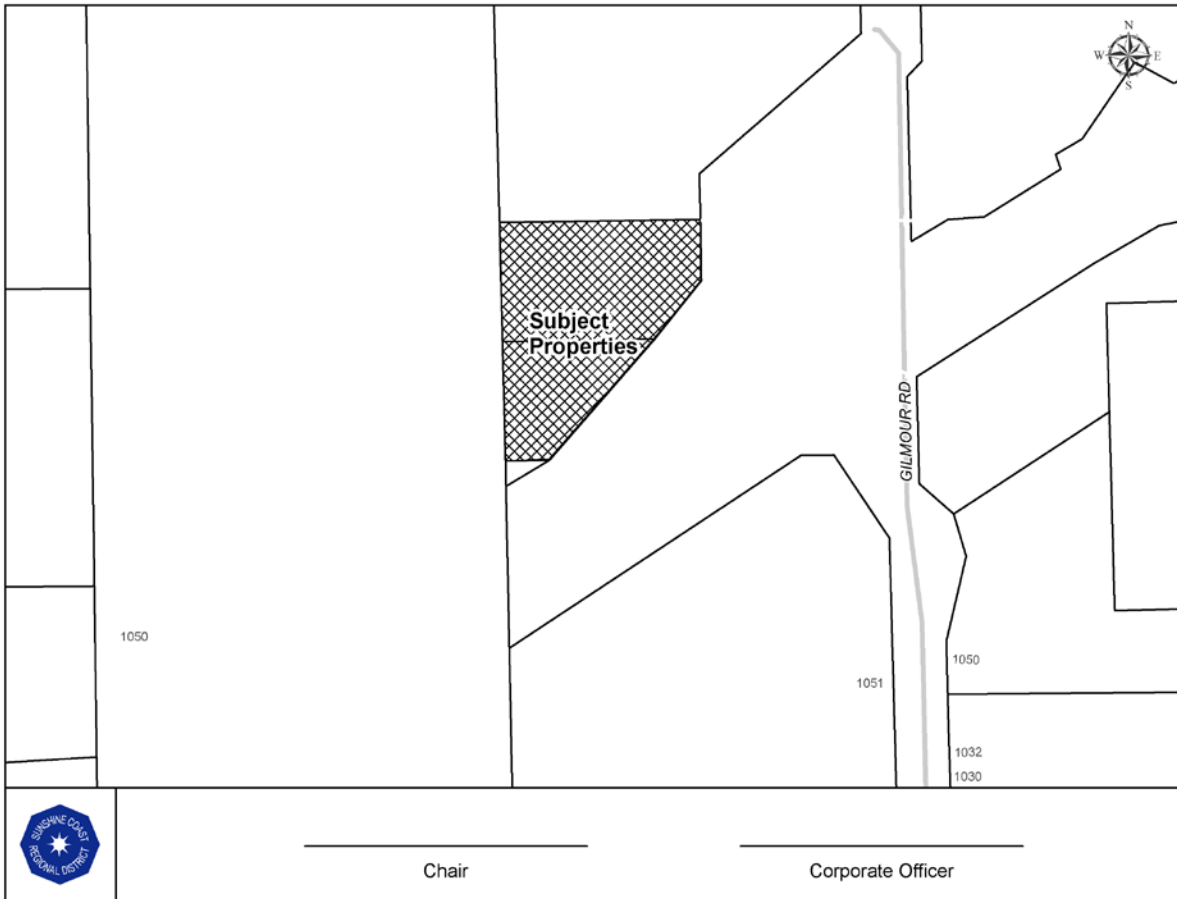 N
W E
S
Subject
Properties
GILMOUR RD
1050
1050
1051
1032
1030
SUNSHINE COAST
REGIONAL DISTRICT
Chair
Corporate Officer